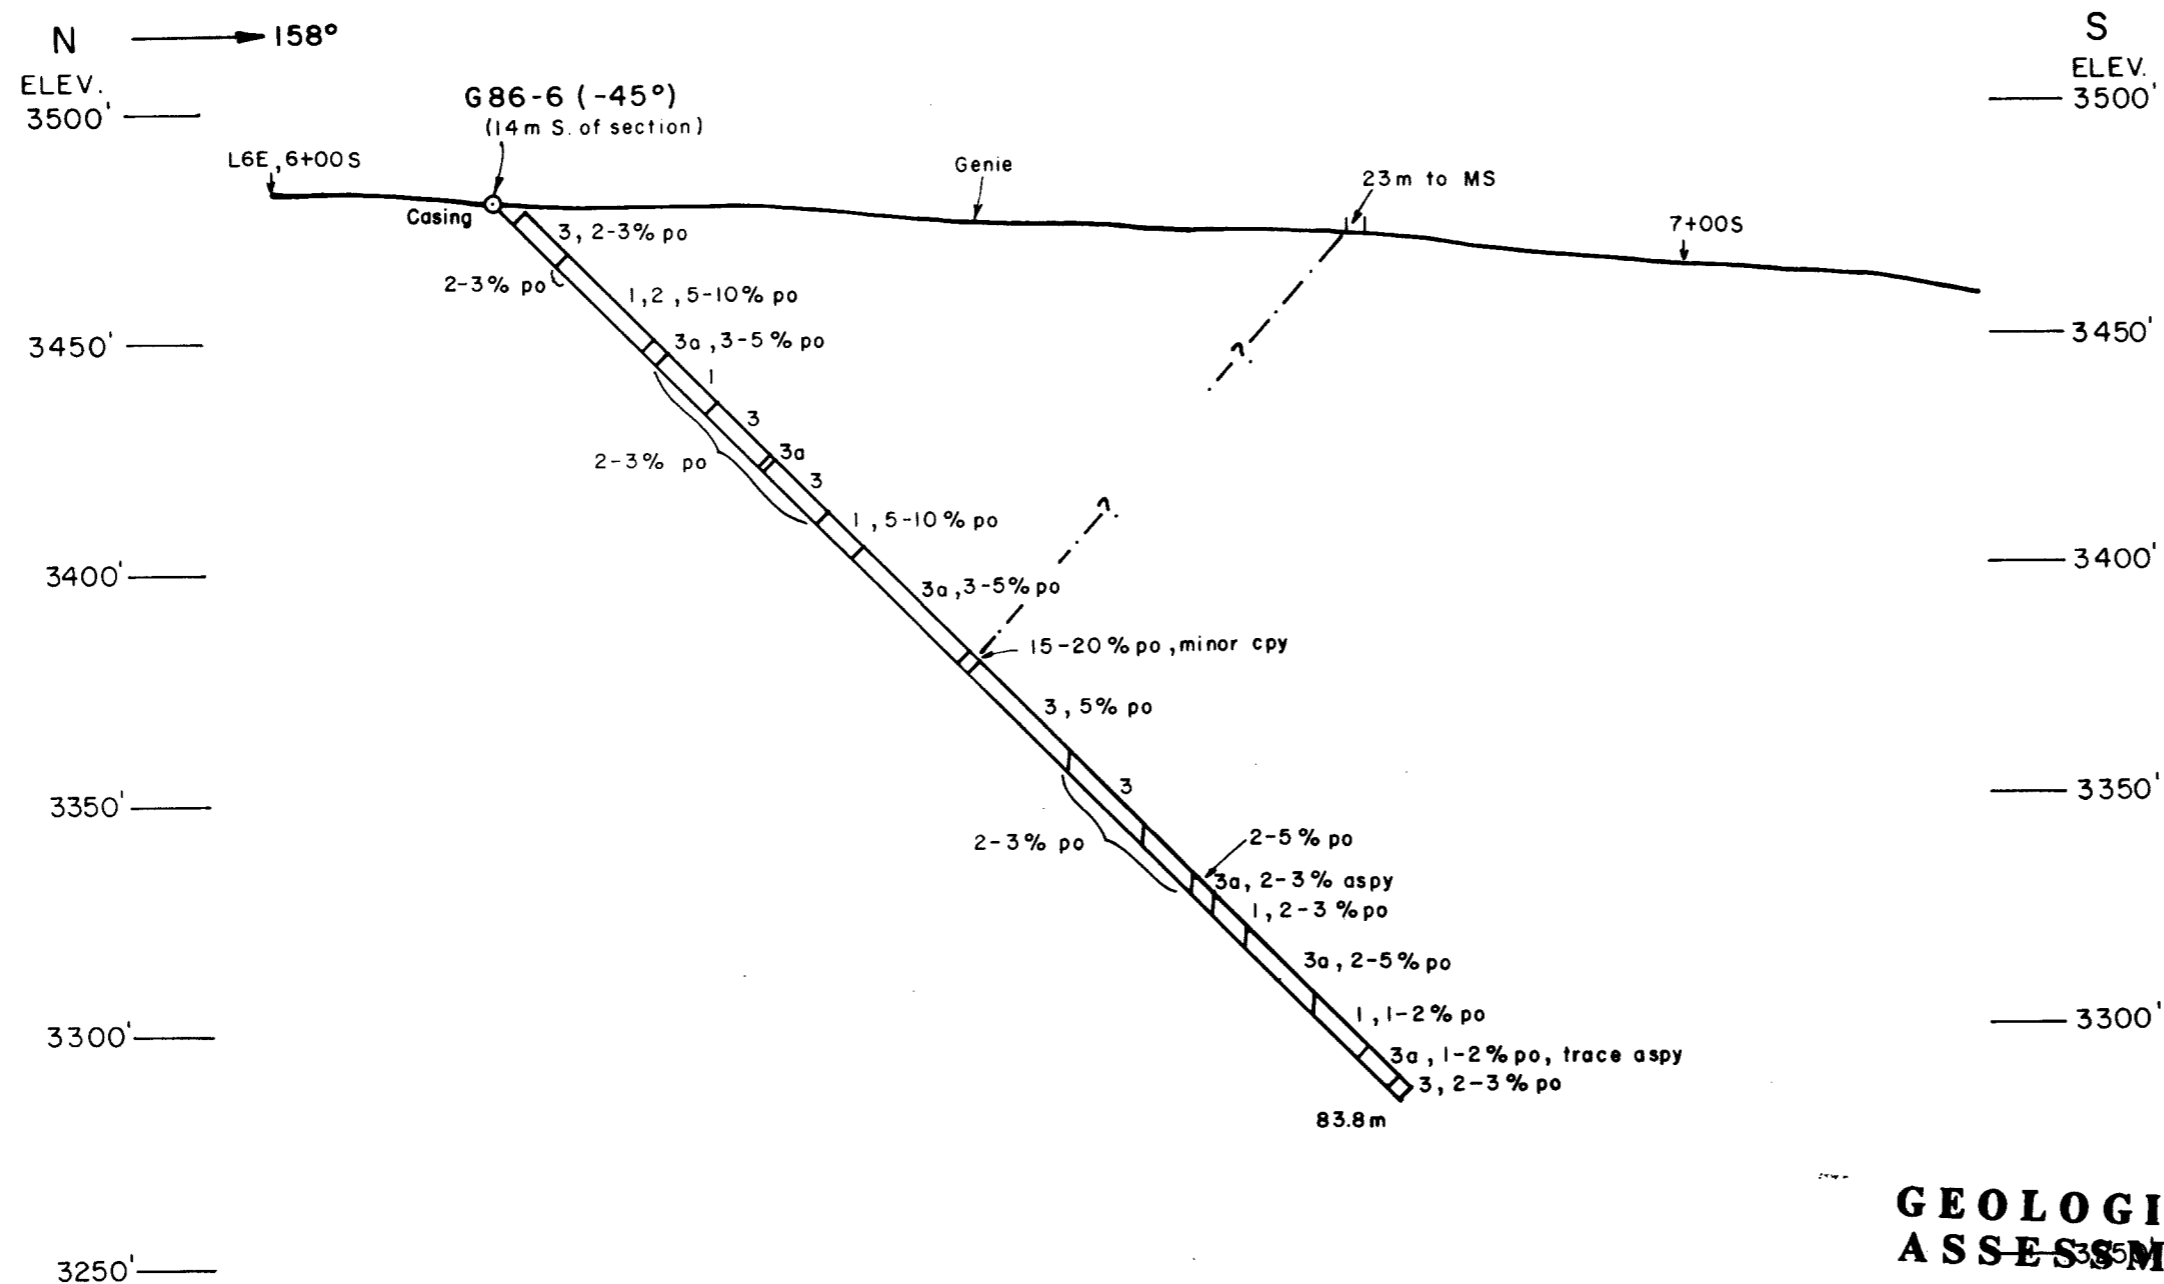 N 158°
S
ELEV.
3500'
ELEV.
3500'
G86-6 (-45°)
(14m S. of section)
L6E, 6+00S
Genie
23m to MS
7+00S
Casing
3, 2-3% po
2-3% po
1,2, 5-10% po
3450'
3a, 3-5% po
3450'
?
1
3
3a
2-3% po
3
?
1, 5-10% po
3400'
3a, 3-5% po
3400'
15-20% po, minor cpy
3, 5% po
3
3350'
3350'
2-3% po
2-5% po
3a, 2-3% aspy
1, 2-3% po
3a, 2-5% po
1, 1-2% po
3300'
3300'
3a, 1-2% po, trace aspy
3, 2-3% po
83.8m
GEOLOGI
ASSESSM
3250'